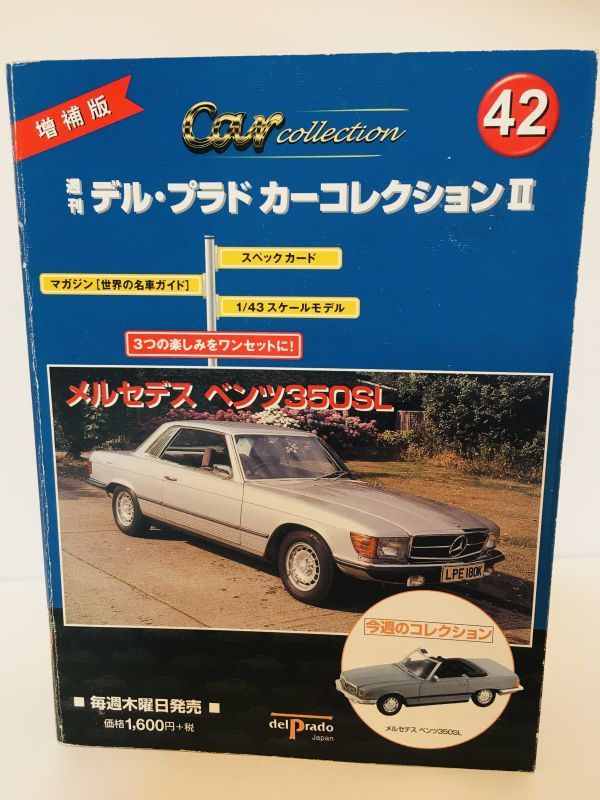 増補版
Car collection
42
週刊 デル・プラド カーコレクションⅡ
スペックカード
マガジン[世界の名車ガイド]
1/43 スケールモデル
3つの楽しみをワンセットに!
メルセデス ベンツ350SL
LPE 180K
今週のコレクション
メルセデス ベンツ350SL
■ 毎週木曜日発売 ■
価格1,600円+税
del Prado
Japan